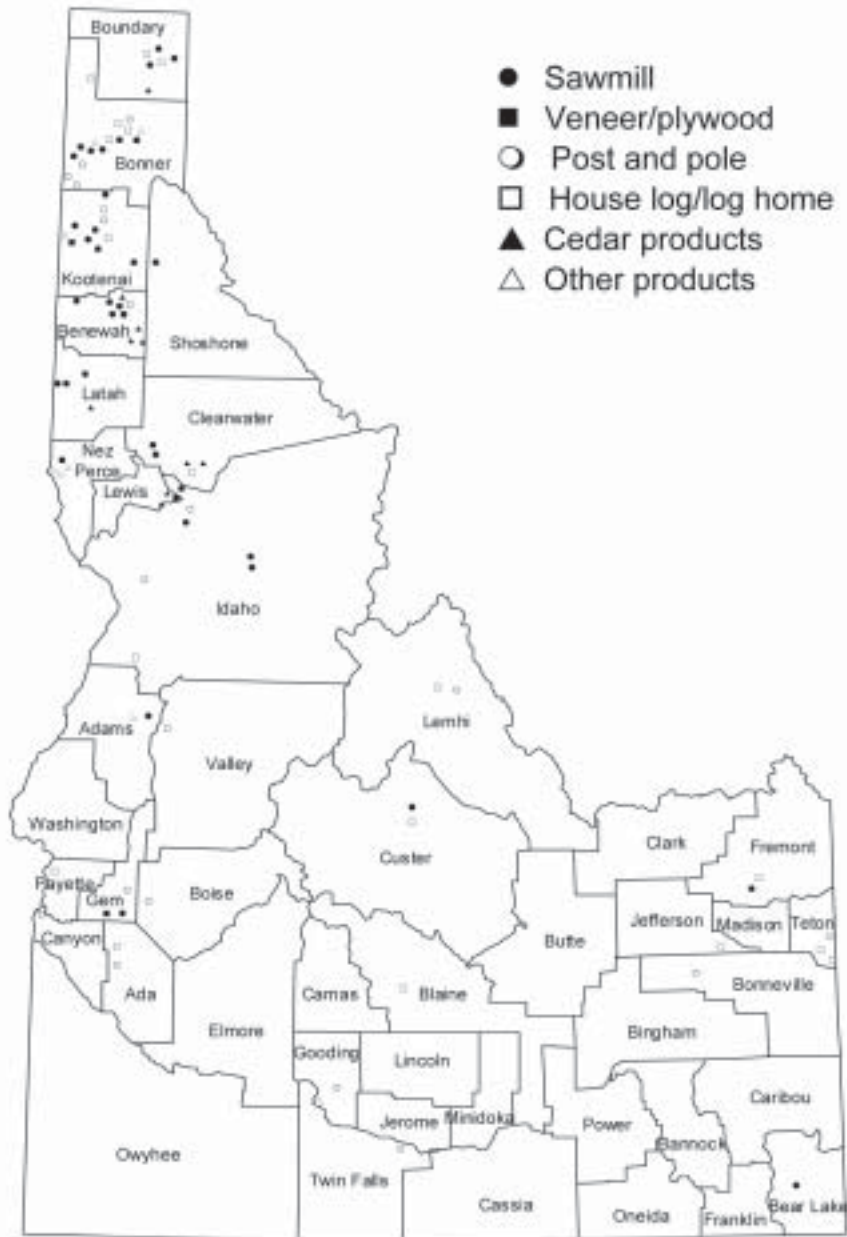 Boundary
Sawmill
Veneer/plywood
Post and pole
House log/log home
Cedar products
Other products
Bonner
Kootenai
Benewah
Shoshone
Latah
Clearwater
Nez
Perce
Lewis
Idaho
Lemhi
Adams
Valley
Washington
Custer
Clark
Fremont
Payette
Gem
Boise
Jefferson
Madison
Teton
Canyon
Butte
Ada
Camas
Blaine
Bonneville
Elmore
Bingham
Gooding
Lincoln
Caribou
Jerome
Minidoka
Power
Bannock
Owyhee
Twin Falls
Cassia
Oneida
Franklin
Bear Lake